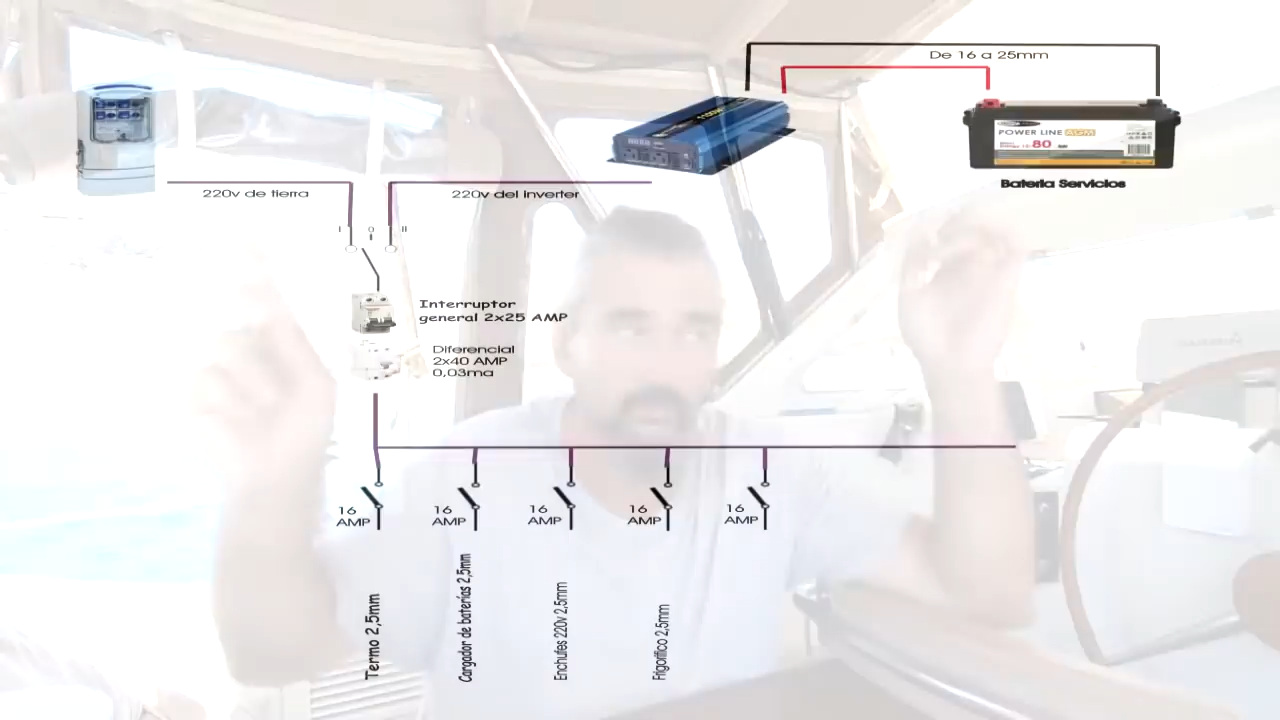 De 16 a 25mm
POWER LINE AGM
80
Batería Servicios
220v de tierra
220v del inverter
I 0 II
Interruptor
general 2x25 AMP
Diferencial
2x40 AMP
0,03ma
16
AMP
16
AMP
16
AMP
16
AMP
16
AMP
Termo 2,5mm
Cargador de baterías 2,5mm
Enchufes 220v 2,5mm
Frigorífico 2,5mm